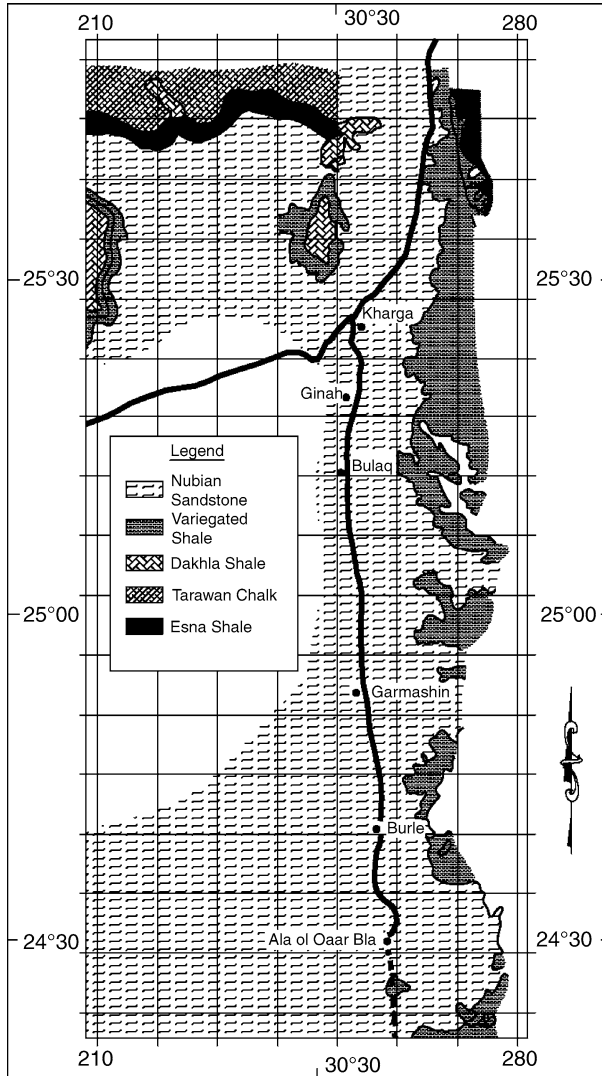 210
30°30
280
25°30
25°30
Kharga
Ginah
Bulaq
Legend
Nubian
Sandstone
Variegated
Shale
Dakhla Shale
Tarawan Chalk
Esna Shale
25°00
25°00
Garmashin
Burle
Ala ol Oaar Bla
24°30
24°30
210
30°30
280